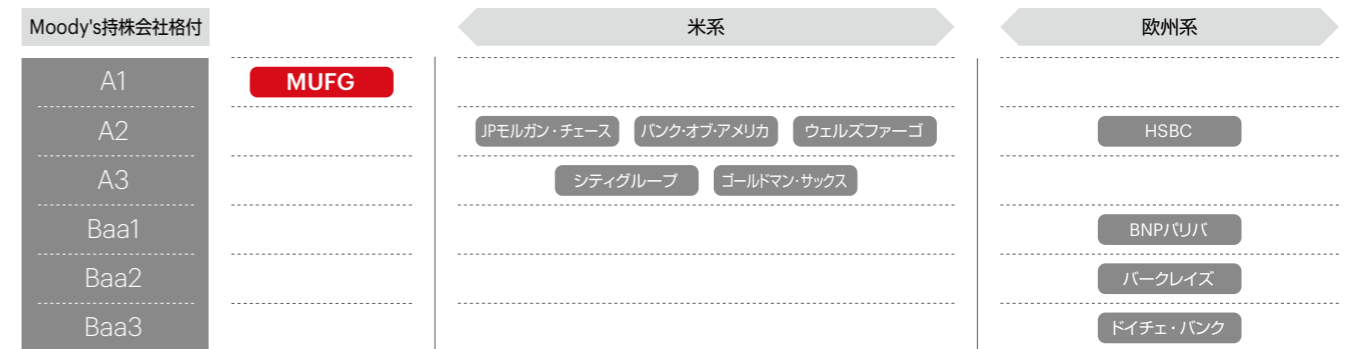 Moody's持株会社格付
米系
欧州系
A1
MUFG
A2
JPモルガン・チェース
バンク・オブ・アメリカ
ウェルズファーゴ
HSBC
A3
シティグループ
ゴールドマン・サックス
Baa1
BNPパリバ
Baa2
バークレイズ
Baa3
ドイチェ・バンク